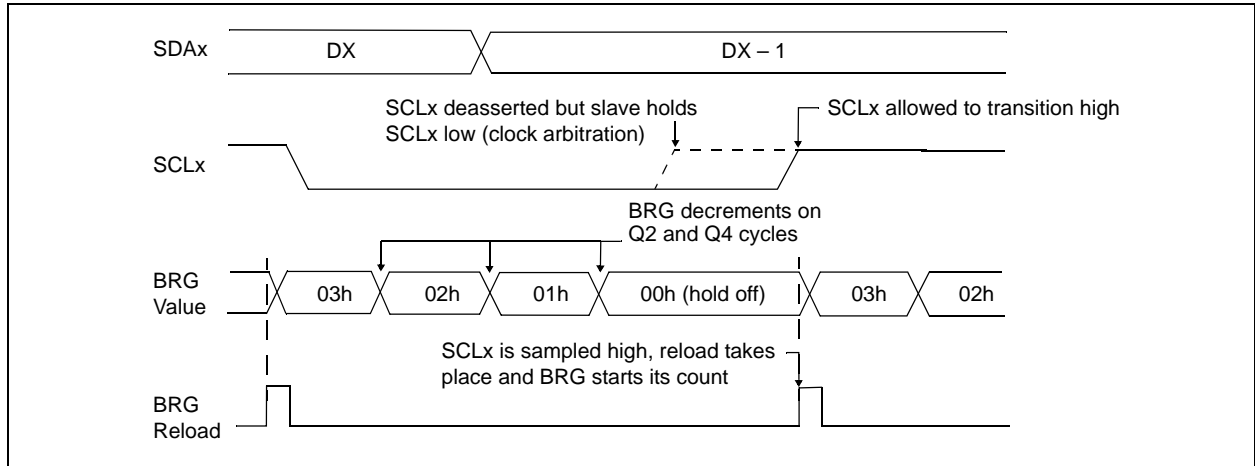 SDAx
DX
DX – 1
SCLx deasserted but slave holds
SCLx low (clock arbitration)
SCLx allowed to transition high
SCLx
BRG decrements on
Q2 and Q4 cycles
BRG
Value
03h
02h
01h
00h (hold off)
03h
02h
SCLx is sampled high, reload takes
place and BRG starts its count
BRG
Reload